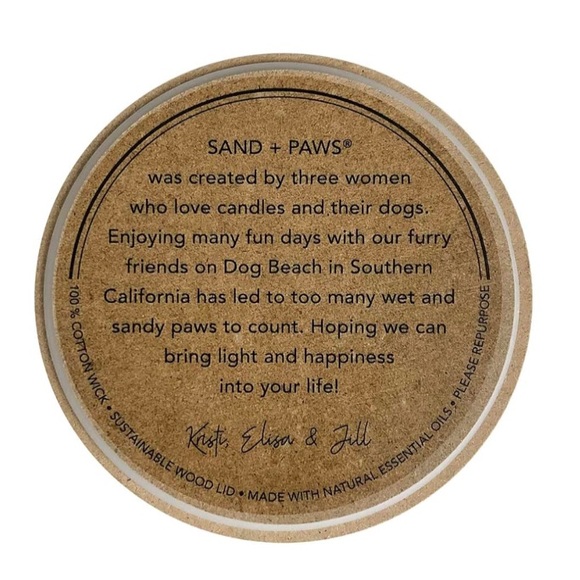 SAND + PAWS®
was created by three women
who love candles and their dogs.
Enjoying many fun days with our furry
friends on Dog Beach in Southern
California has led to too many wet and
sandy paws to count. Hoping we can
bring light and happiness
into your life!
Kristi, Elisa & Jill
100 % COTTON WICK • SUSTAINABLE WOOD LID • MADE WITH NATURAL ESSENTIAL OILS • PLEASE REPURPOSE